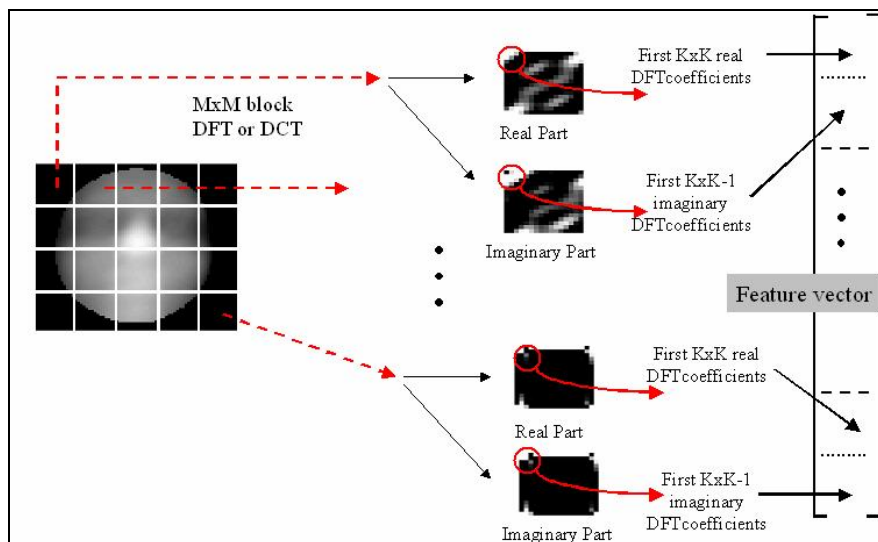 MxM block
DFT or DCT
First KxK real
DFTcoefficients
Real Part
First KxK-1
imaginary
DFTcoefficients
Imaginary Part
Feature vector
First KxK real
DFTcoefficients
Real Part
First KxK-1
imaginary
DFTcoefficients
Imaginary Part